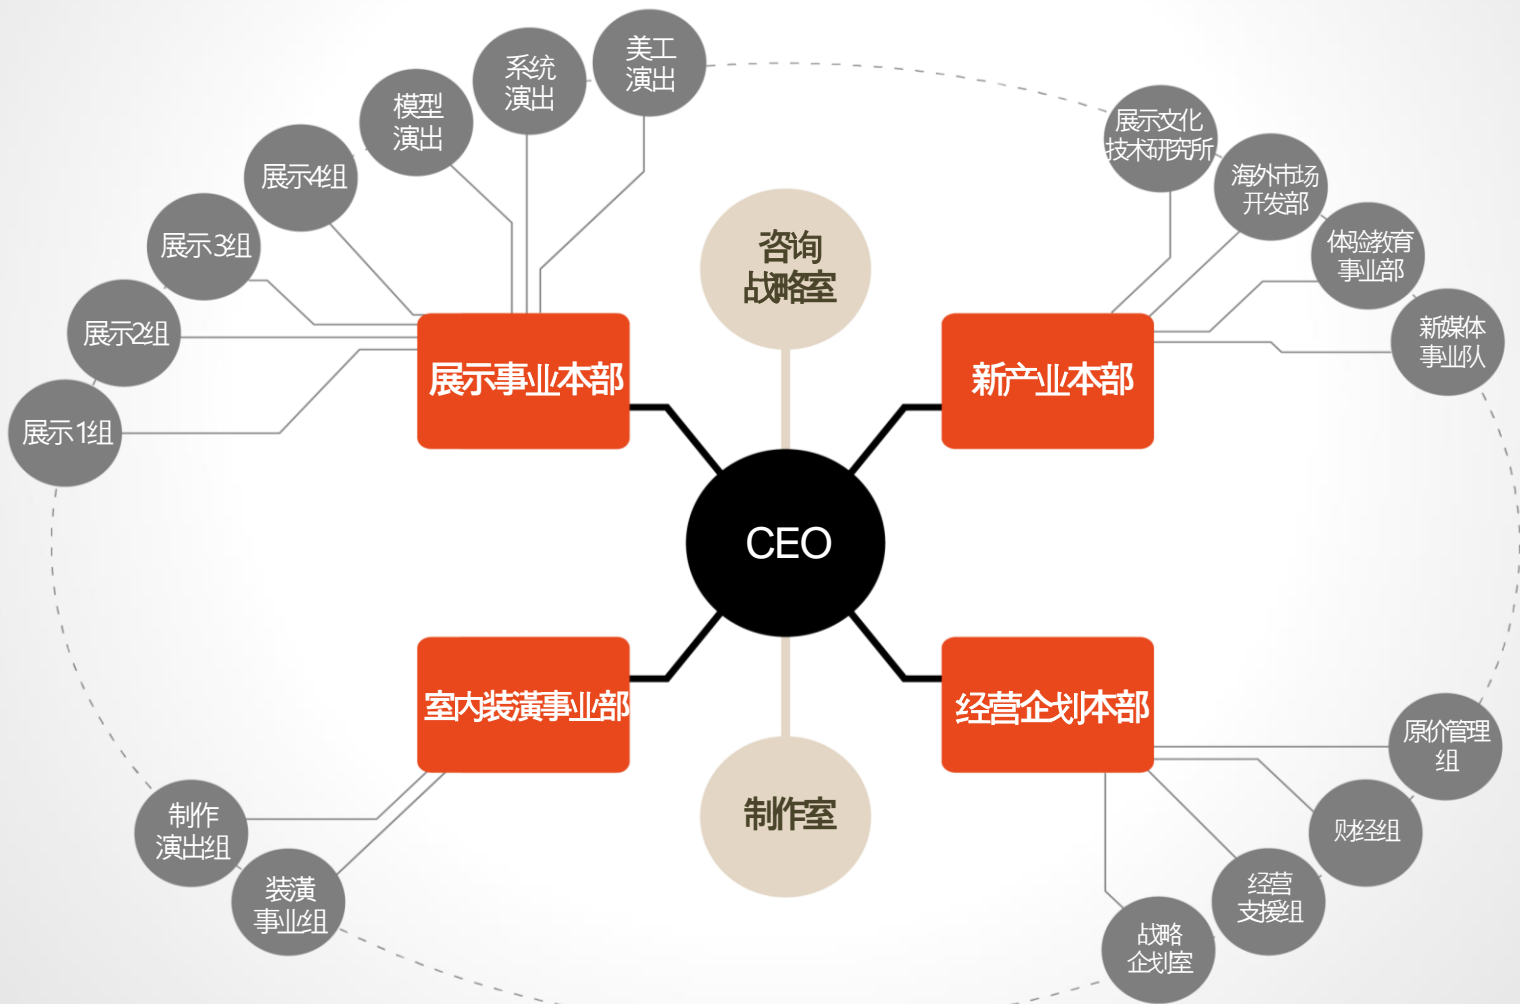 美工
演出
系统
演出
模型
演出
展示4组
展示3组
展示2组
展示1组
展示文化
技术研究所
海外市场
开发部
体验教育
事业部
新媒体
事业队
咨询
战略室
展示事业本部
新产业本部
CEO
室内装潢事业部
经营企划本部
制作室
制作
演出组
装潢
事业组
原价管理
组
财经组
经营
支援组
战略
企划室